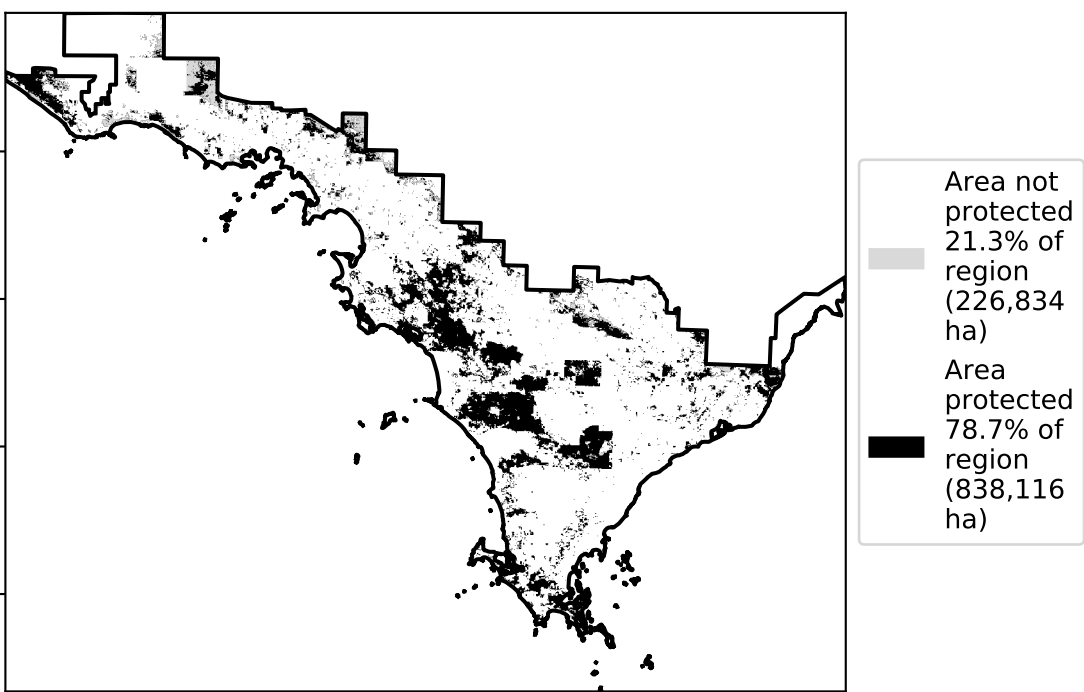 Area not
protected
21.3% of
region
(226,834
ha)
Area
protected
78.7% of
region
(838,116
ha)